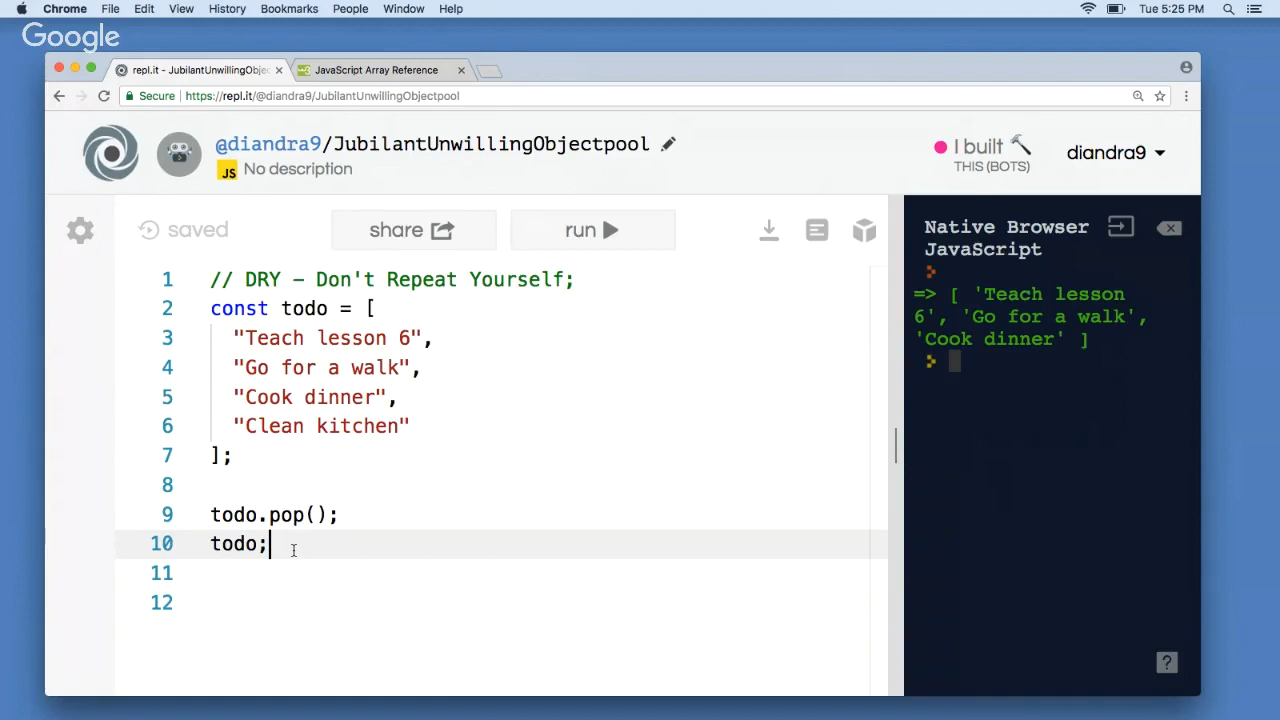 Chrome File Edit View History Bookmarks People Window Help Tue 5:25 PM
Google
repl.it - JubilantUnwillingObjec × JavaScript Array Reference ×
Secure https://repl.it/@diandra9/JubilantUnwillingObjectpool
@diandra9/JubilantUnwillingObjectpool
JS No description
I built
THIS (BOTS)
diandra9
saved share run
Native Browser
JavaScript
1 // DRY - Don't Repeat Yourself;
2 const todo = [
3 "Teach lesson 6",
4 "Go for a walk",
5 "Cook dinner",
6 "Clean kitchen"
7 ];
8
9 todo.pop();
10 todo;
11
12
=> [ 'Teach lesson
6', 'Go for a walk',
'Cook dinner' ]
?